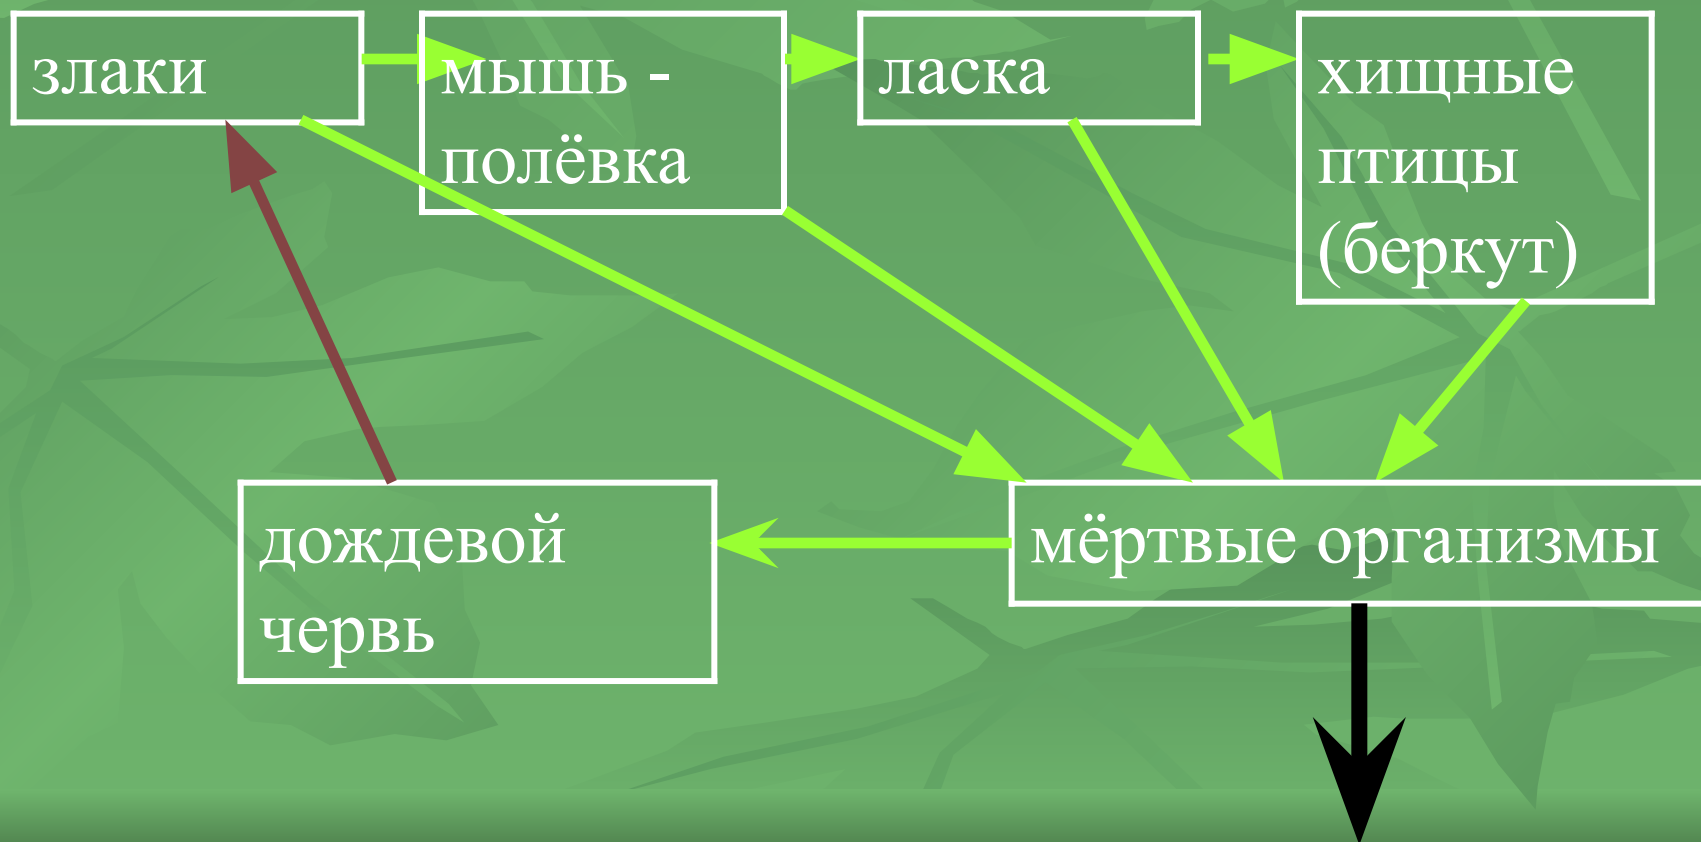 злаки
мышь -
полёвка
ласка
хищные
птицы
(беркут)
дождевой
червь
мёртвые организмы